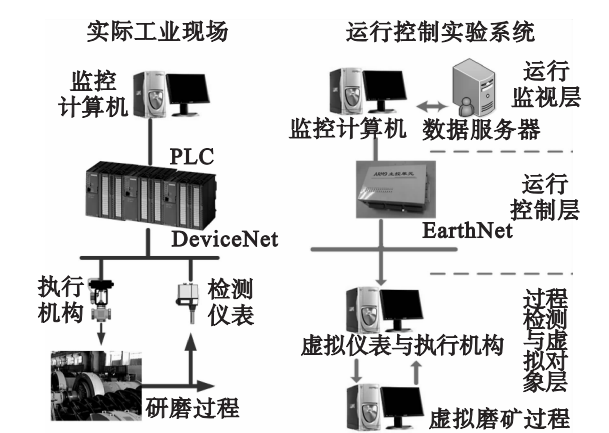 实际工业现场
监控
计算机
PLC
DeviceNet
执行
机构
检测
仪表
研磨过程
运行控制实验系统
监控计算机
数据服务器
运行
监视层
运行
控制层
EarthNet
虚拟仪表与执行机构
虚拟磨矿过程
过程
检测
与虚
拟对
象层